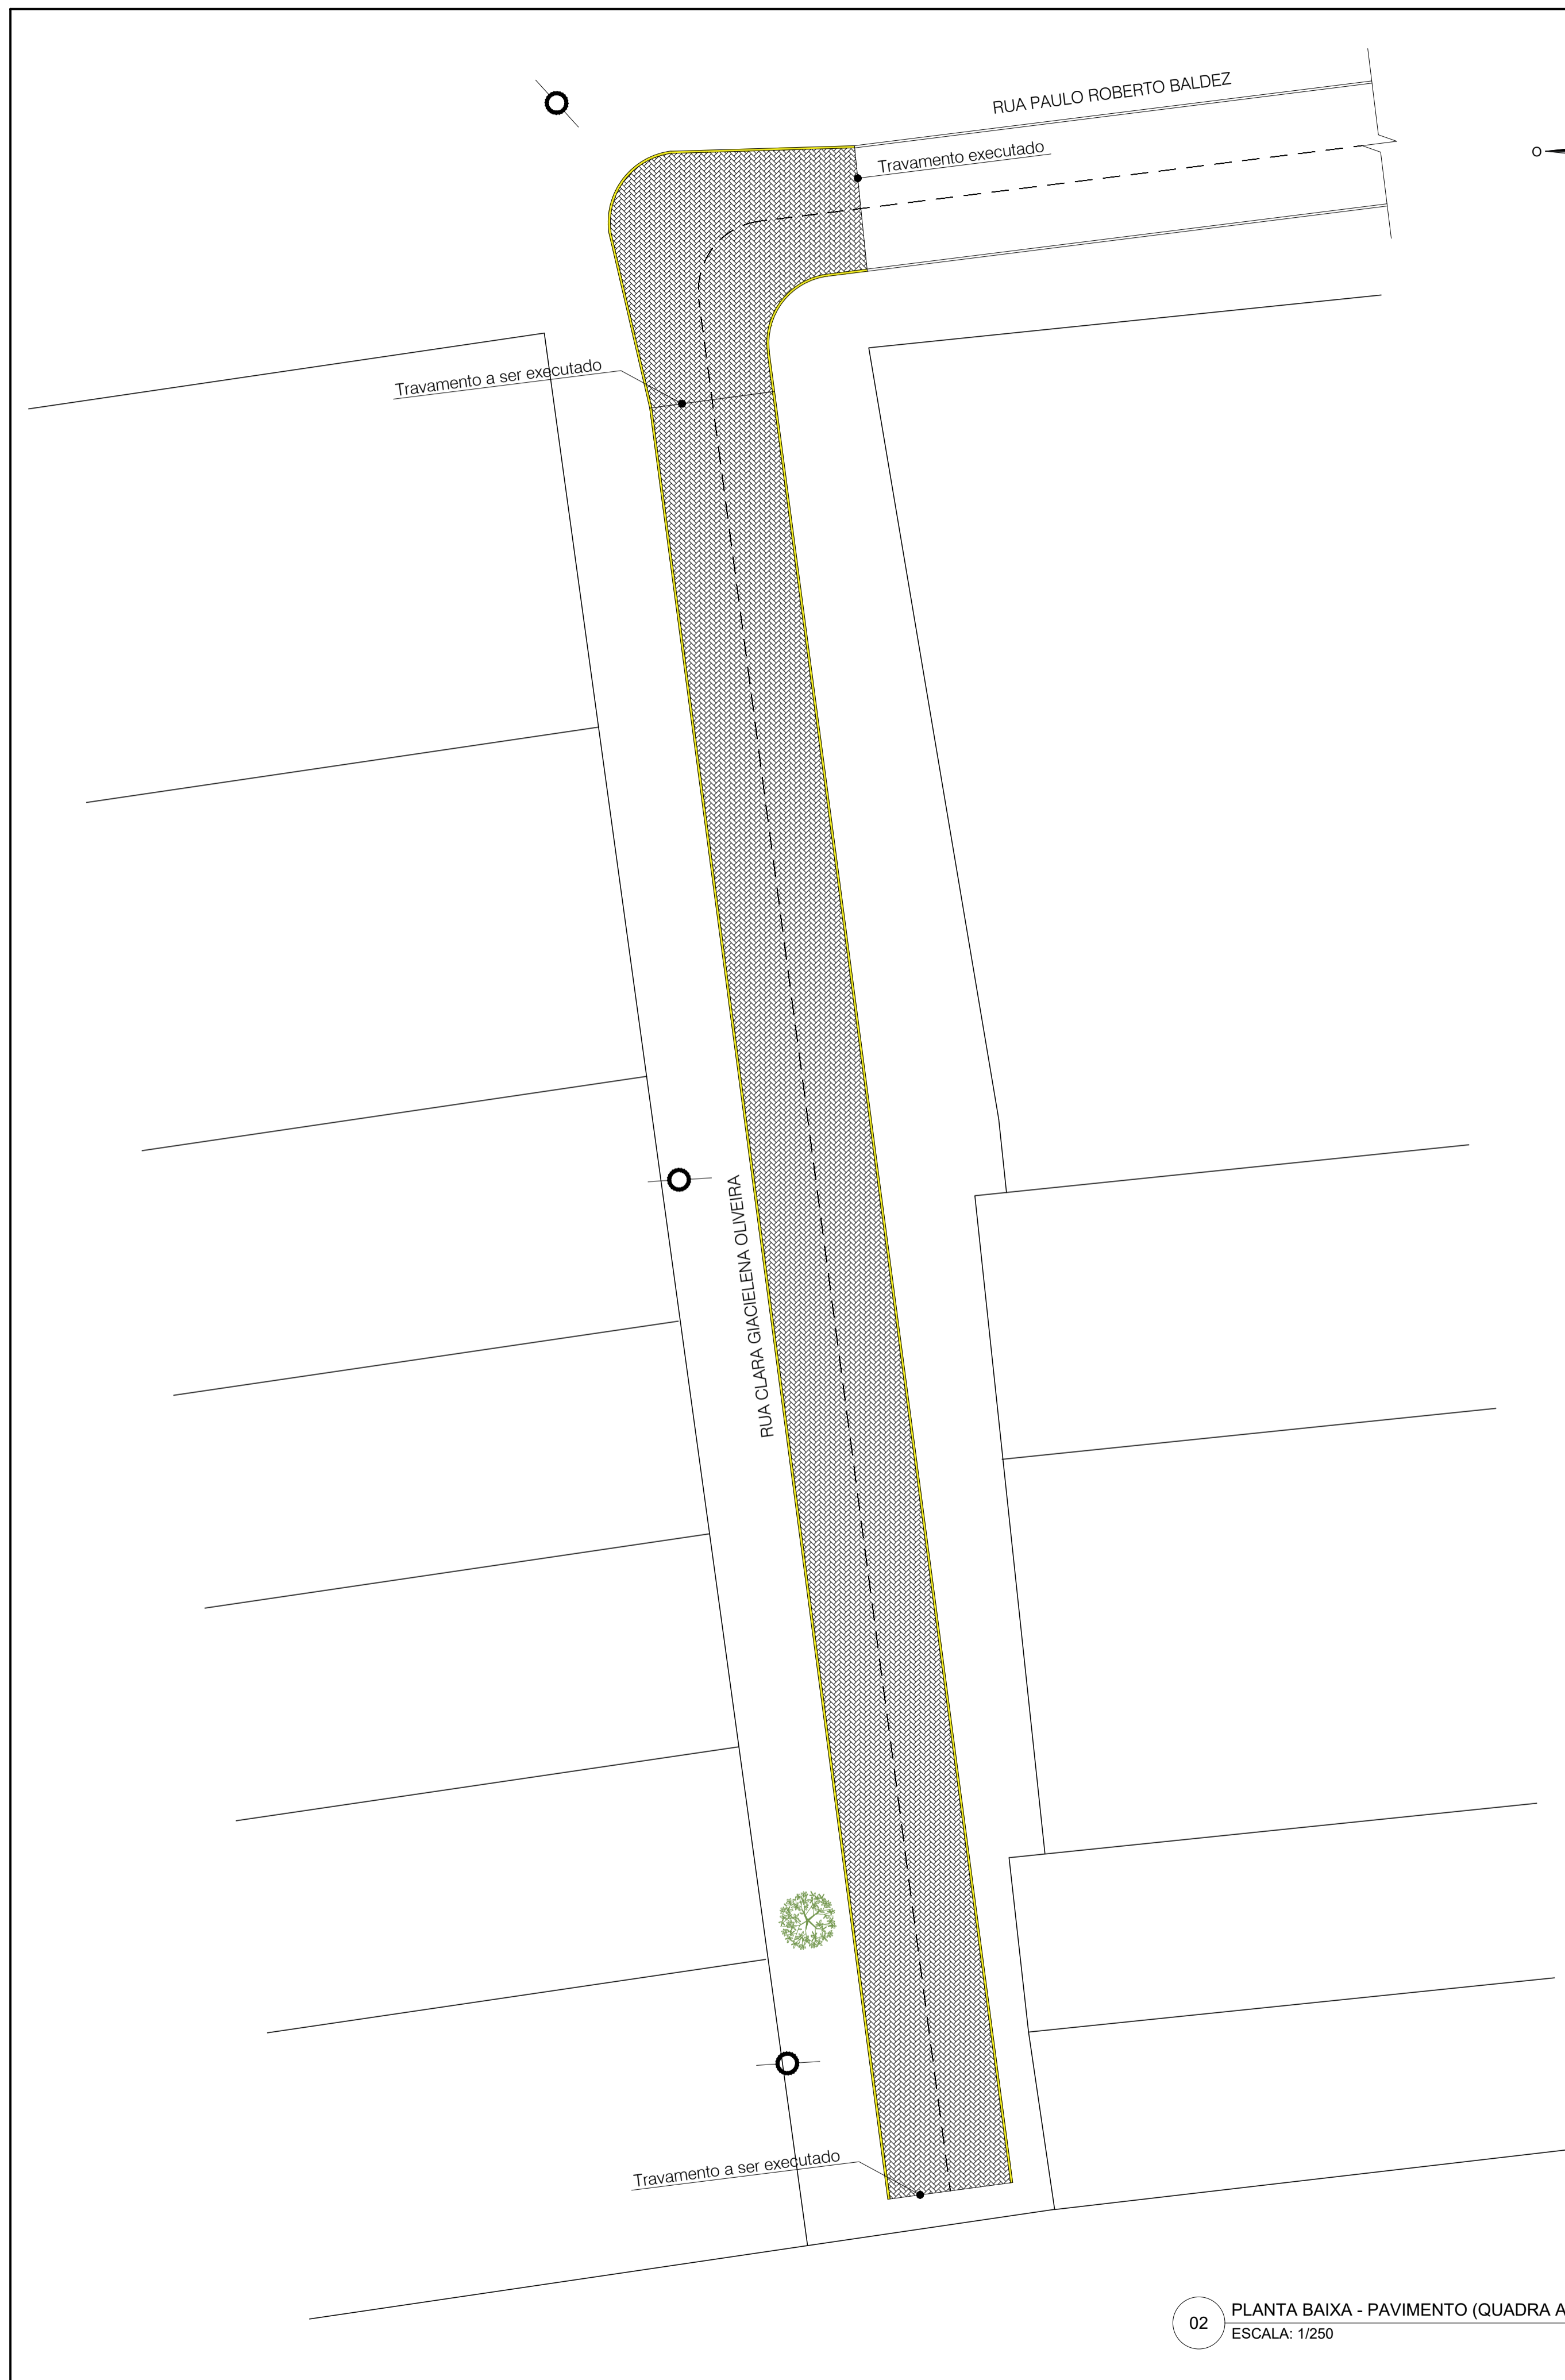 RUA PAULO ROBERTO BALDEZ
Travamento executado
O
Travamento a ser executado
RUA CLARA GIACIELENA OLIVEIRA
Travamento a ser executado
02
PLANTA BAIXA - PAVIMENTO (QUADRA A
ESCALA: 1/250